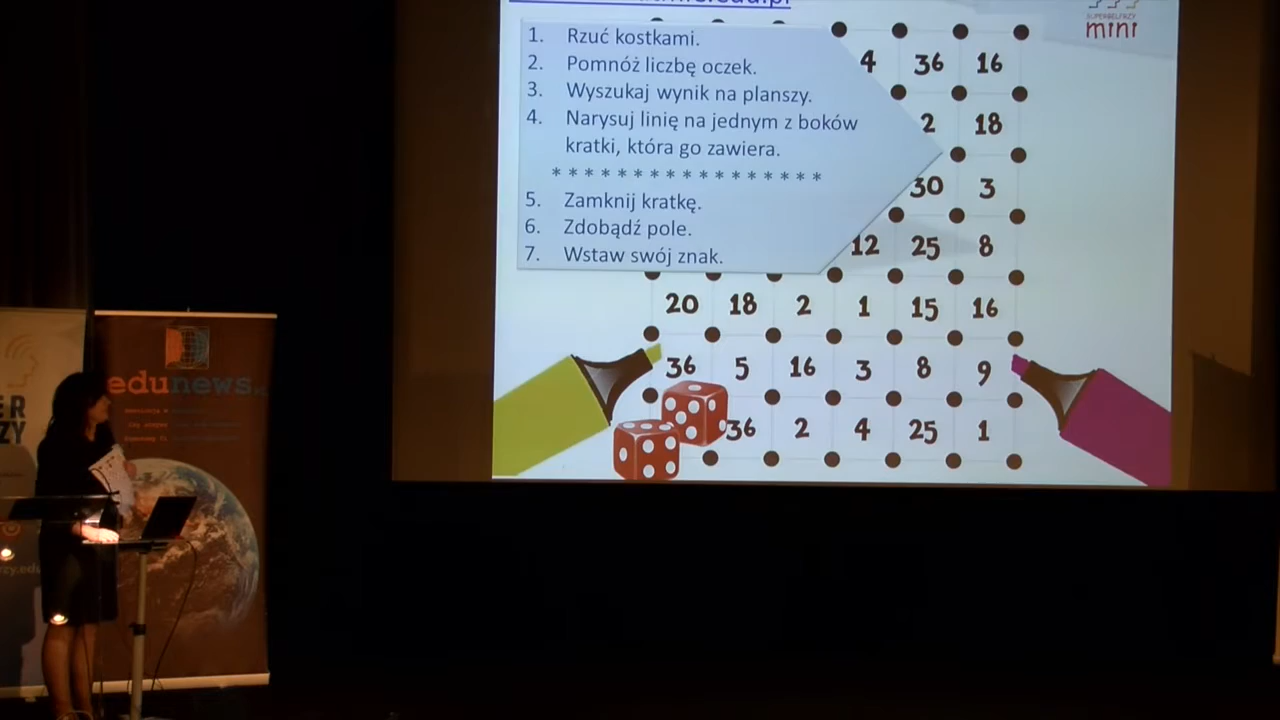 SUPERBELFRZY
mini
1. Rzuć kostkami.
2. Pomnóż liczbę oczek.
3. Wyszukaj wynik na planszy.
4. Narysuj linię na jednym z boków
kratki, która go zawiera.
* * * * * * * * * * * * * * * * *
5. Zamknij kratkę.
6. Zdobądź pole.
7. Wstaw swój znak.
4 36 16
2 18
30 3
12 25 8
20 18 2 1 15 16
36 5 16 3 8 9
36 2 4 25 1
edunews
ER
ZY